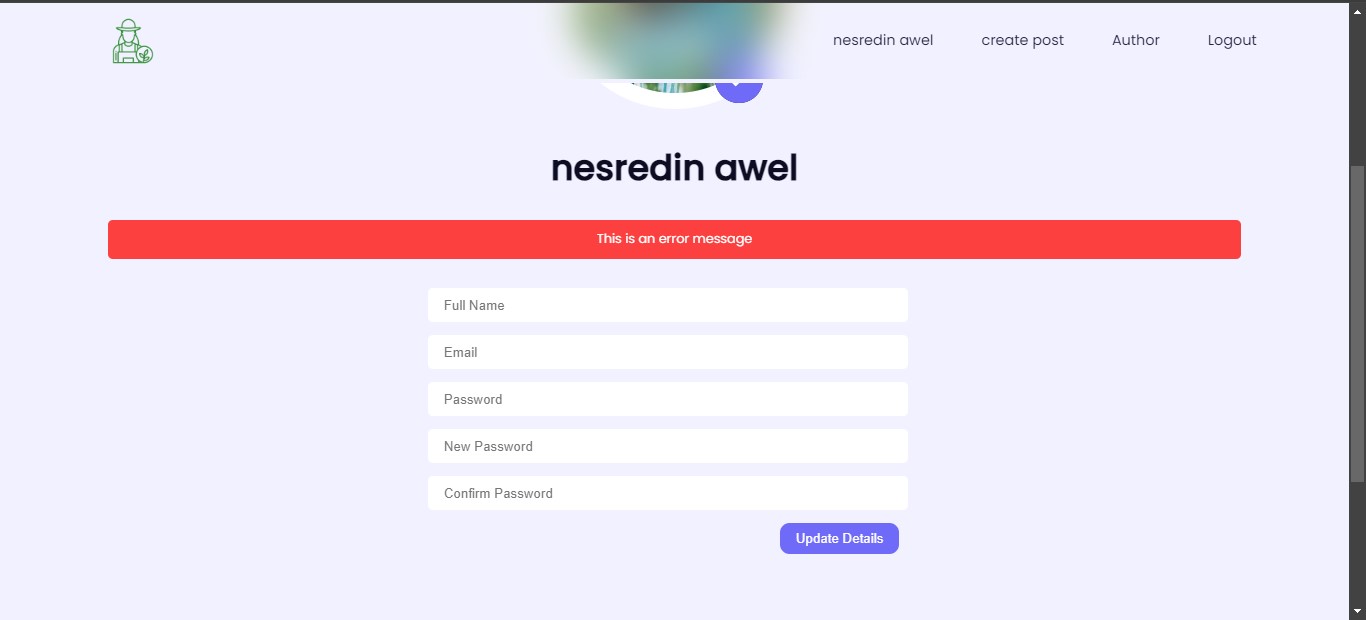 nesredin awel create post Author Logout
nesredin awel
This is an error message
Full Name
Email
Password
New Password
Confirm Password
Update Details